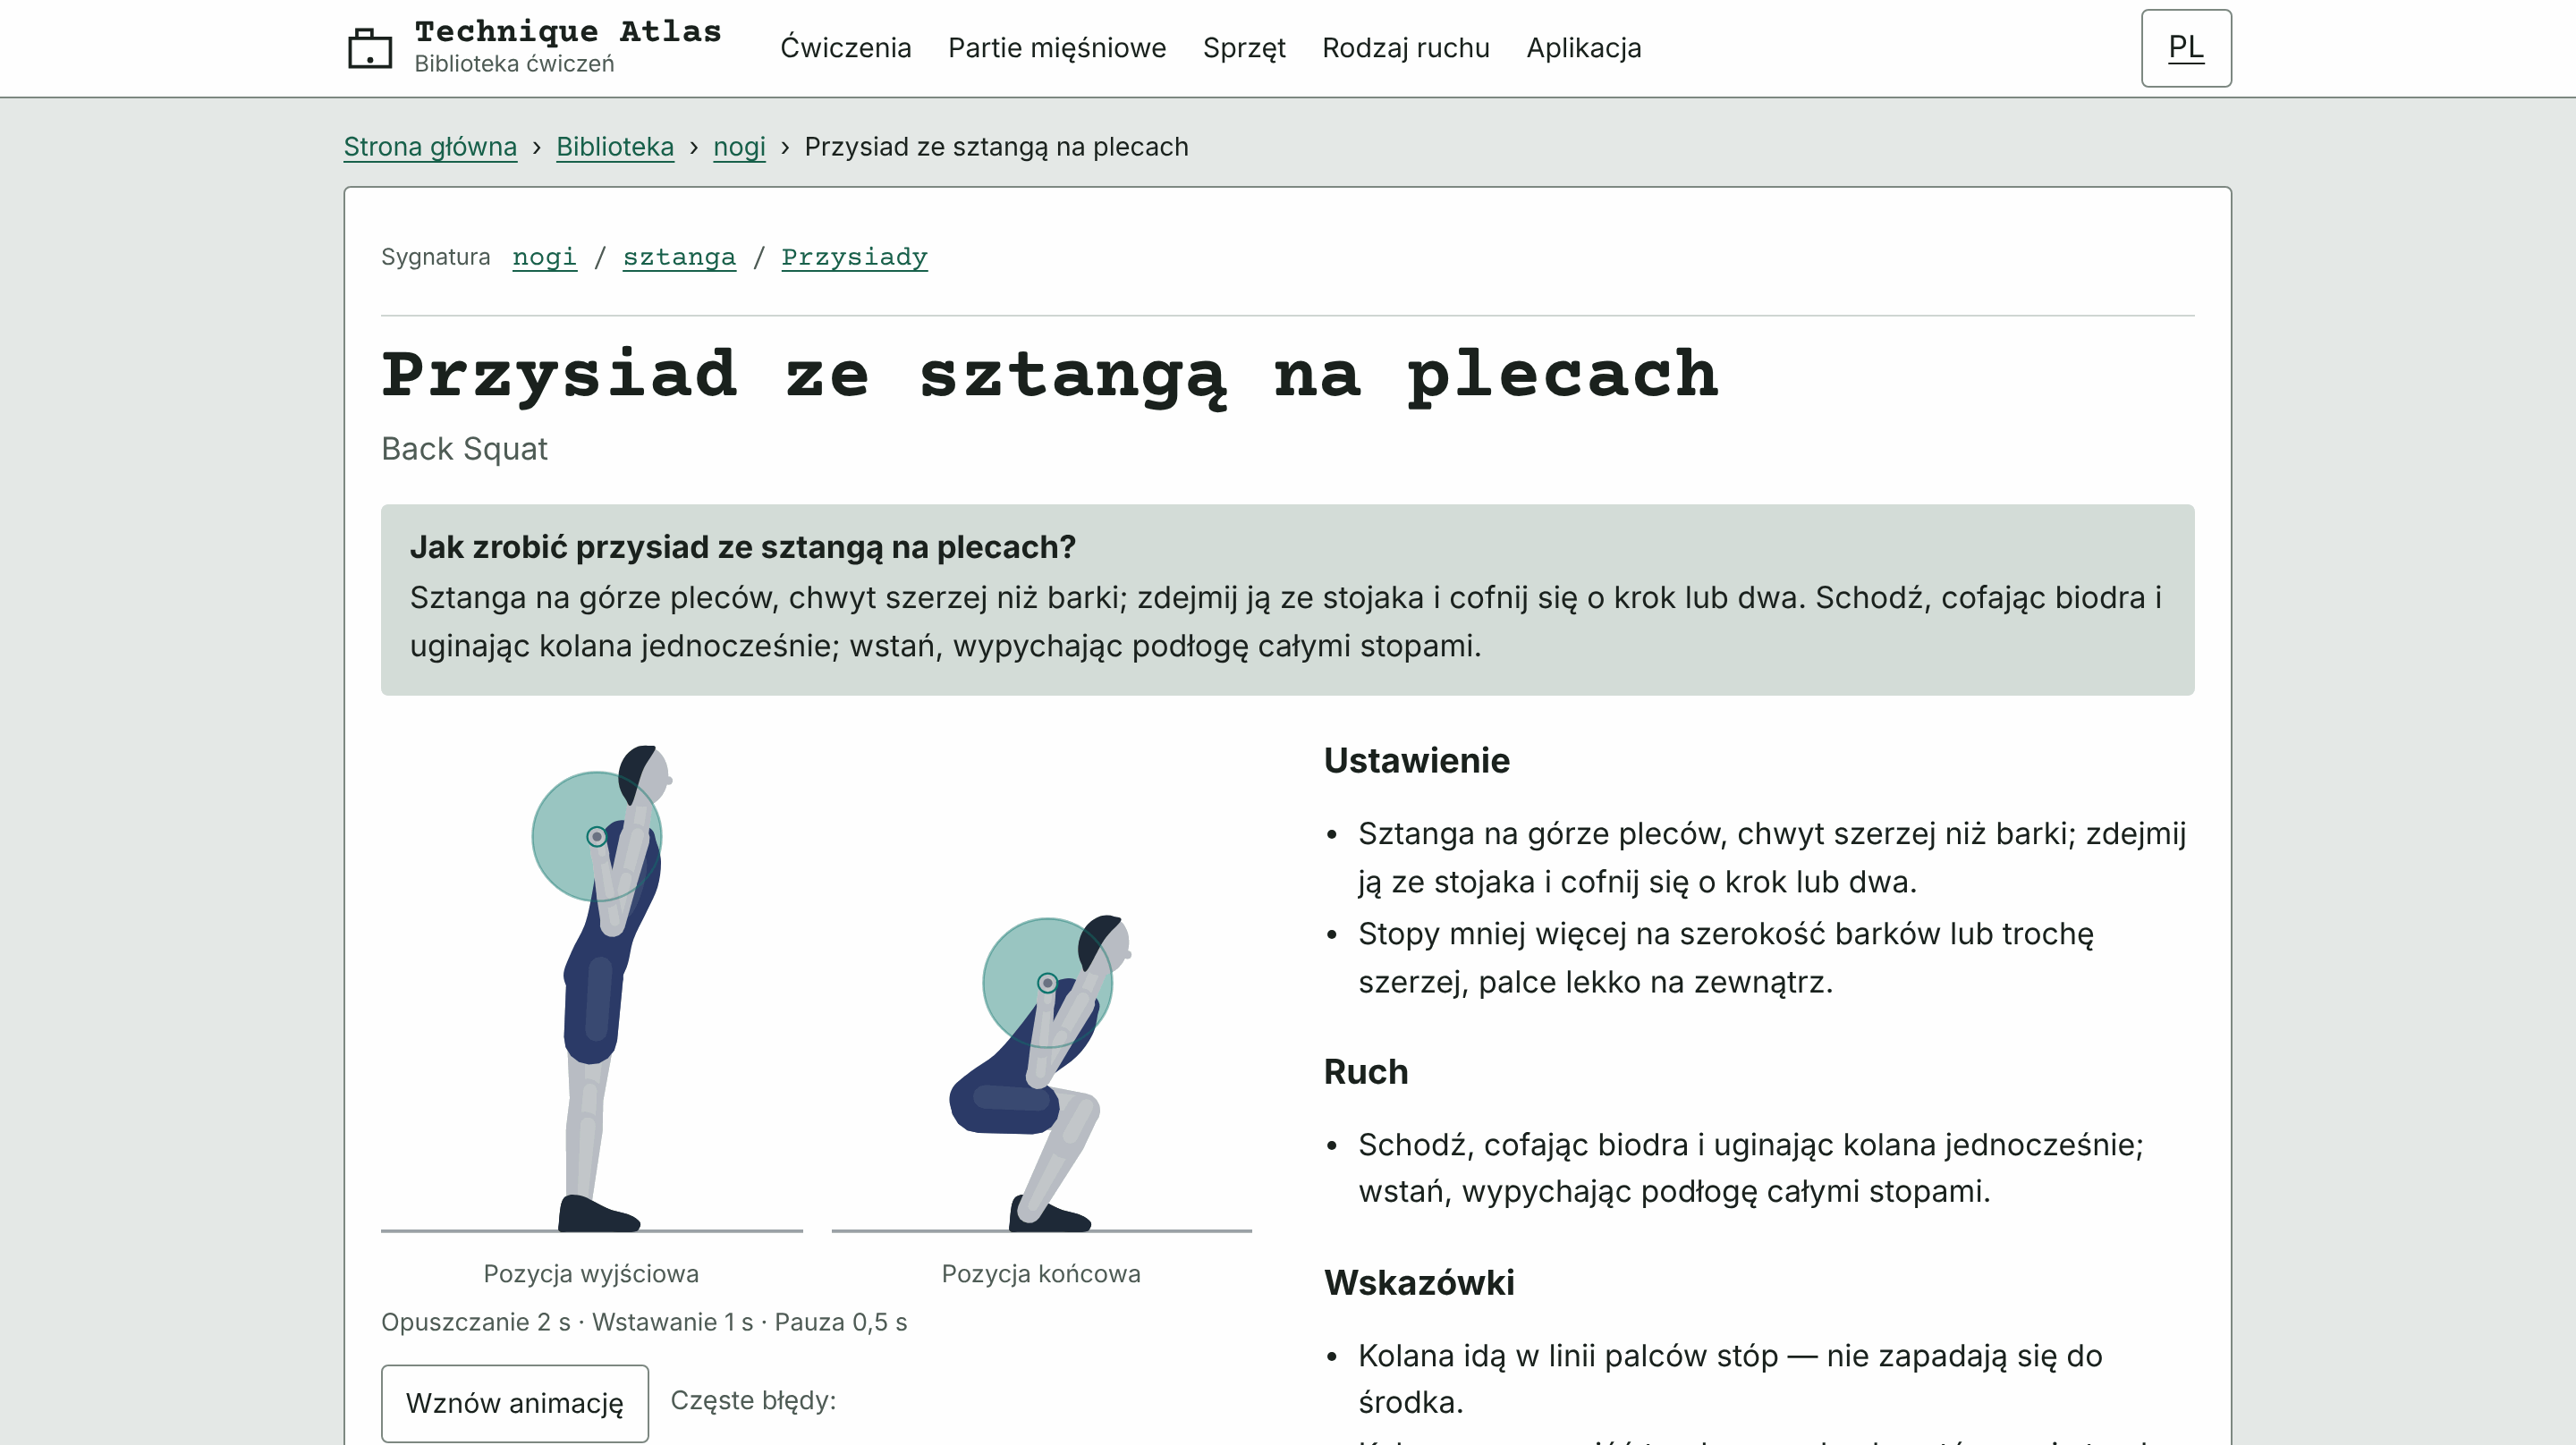 Technique Atlas
Biblioteka ćwiczeń
Ćwiczenia Partie mięśniowe Sprzęt Rodzaj ruchu Aplikacja
PL
Strona główna › Biblioteka › nogi › Przysiad ze sztangą na plecach
Sygnatura nogi / sztanga / Przysiady
Przysiad ze sztangą na plecach
Back Squat
Jak zrobić przysiad ze sztangą na plecach?
Sztanga na górze pleców, chwyt szerzej niż barki; zdejmij ją ze stojaka i cofnij się o krok lub dwa. Schodź, cofając biodra i
uginając kolana jednocześnie; wstań, wypychając podłogę całymi stopami.
Pozycja wyjściowa
Pozycja końcowa
Opuszczanie 2 s · Wstawanie 1 s · Pauza 0,5 s
Wznów animację
Częste błędy:
Ustawienie
• Sztanga na górze pleców, chwyt szerzej niż barki; zdejmij
ją ze stojaka i cofnij się o krok lub dwa.
• Stopy mniej więcej na szerokość barków lub trochę
szerzej, palce lekko na zewnątrz.
Ruch
• Schodź, cofając biodra i uginając kolana jednocześnie;
wstań, wypychając podłogę całymi stopami.
Wskazówki
• Kolana idą w linii palców stóp — nie zapadają się do
środka.